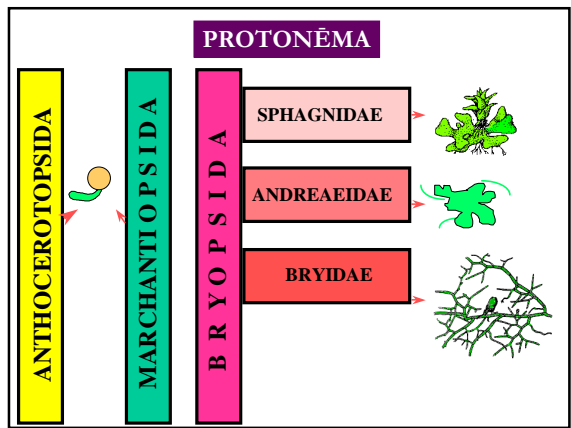 PROTONĒMA
ANTHOCEROTOPSIDA
MARCHANTIOPSIDA
BRYOPSIDA
SPHAGNIDAE
ANDREAEIDAE
BRYIDAE